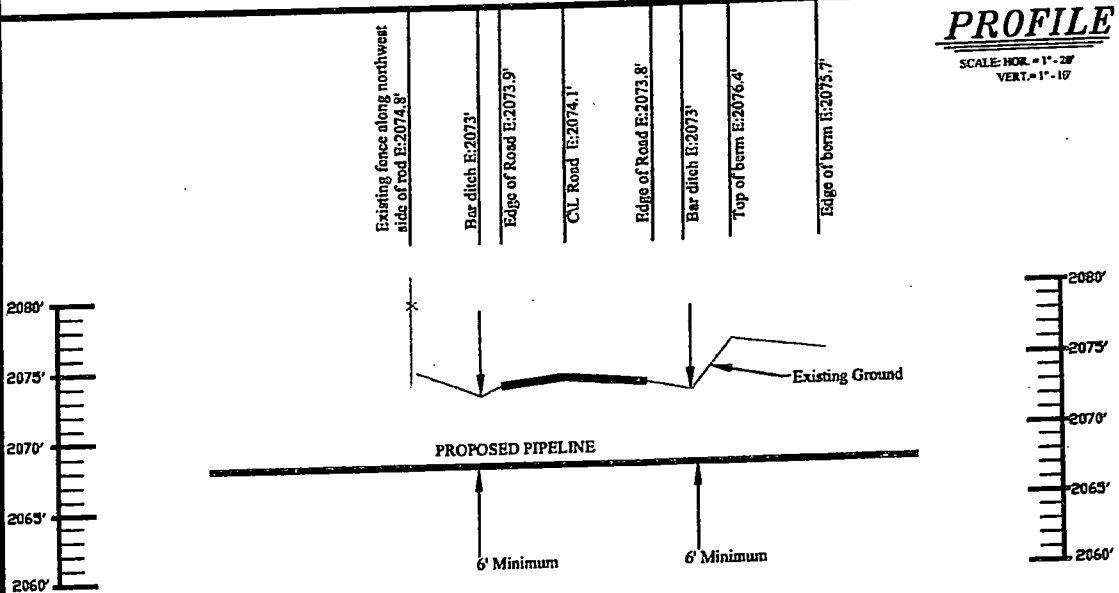 PROFILE
SCALE: HOR. = 1" - 20'
VERT. = 1" - 10'
Existing fence along northwest
side of rod E:2074.8'
Bar ditch E:2073'
Edge of Road E:2073.9'
C\L Road E:2074.1'
Edge of Road E:2073.8'
Bar ditch E:2073'
Top of berm E:2076.4'
Edge of berm E:2075.7'
2080'
2075'
2070'
2065'
2060'
2080'
2075'
2070'
2065'
2060'
Existing Ground
PROPOSED PIPELINE
6' Minimum
6' Minimum